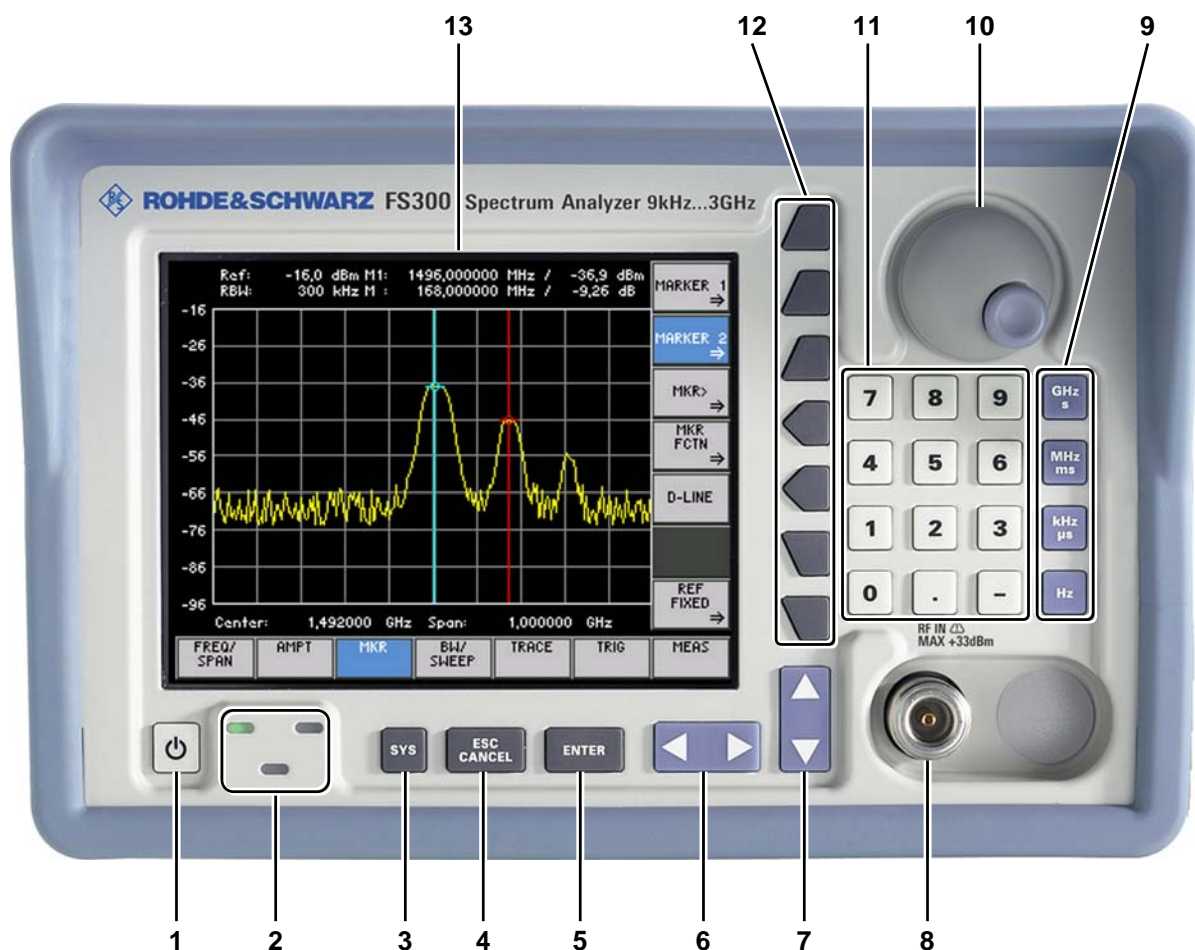 13 12 11 10 9
ROHDE&SCHWARZ FS300 Spectrum Analyzer 9kHz...3GHz
Ref: -16,0 dBm M1: 1496,000000 MHz / -36,9 dBm
RBW: 300 kHz M : 168,000000 MHz / -9,26 dB
MARKER 1
MARKER 2
MKR>
MKR
FCTN
D-LINE
REF
FIXED
-16
-26
-36
-46
-56
-66
-76
-86
-96
Center: 1,492000 GHz Span: 1,000000 GHz
FREQ/
SPAN
AMPT
MKR
BW/
SWEEP
TRACE
TRIG
MEAS
7 8 9
GHz
s
4 5 6
MHz
ms
1 2 3
kHz
µs
0 . –
Hz
RF IN
MAX +33dBm
SYS
ESC
CANCEL
ENTER
1 2 3 4 5 6 7 8